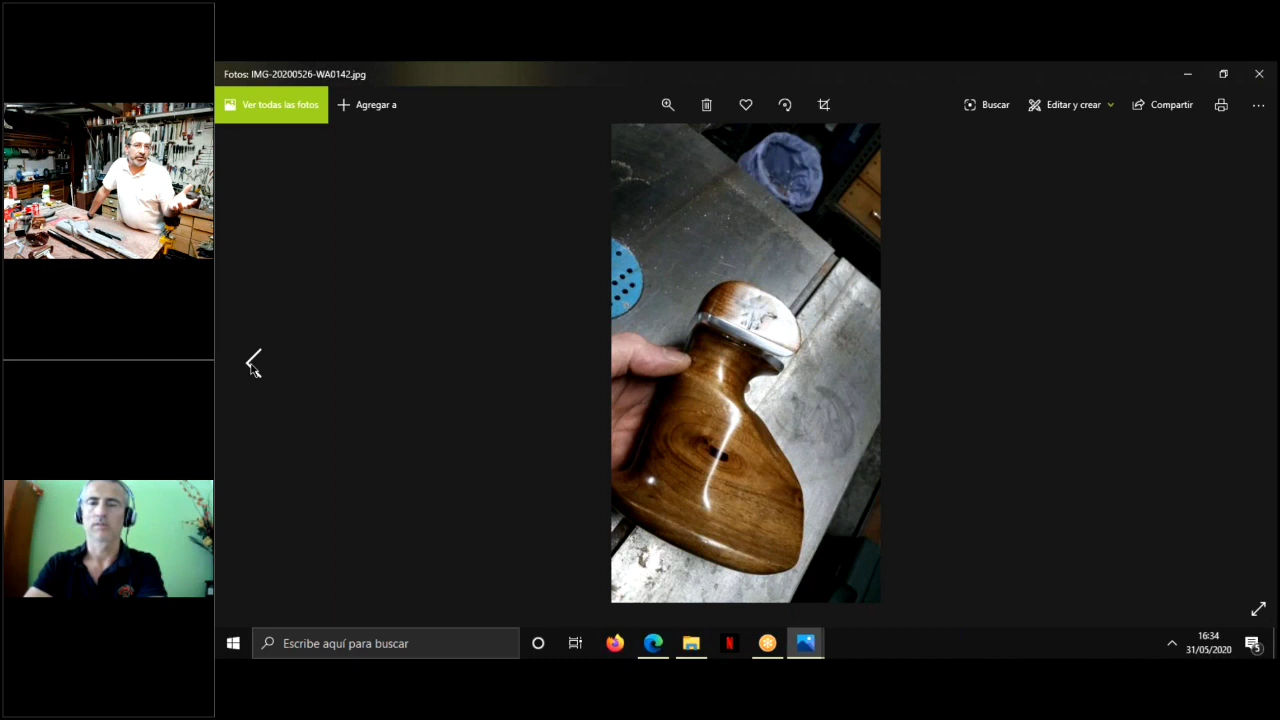 Fotos: IMG-20200526-WA0142.jpg
Ver todas las fotos
Agregar a
Buscar
Editar y crear
Compartir
Escribe aquí para buscar
N
16:34
31/05/2020
5